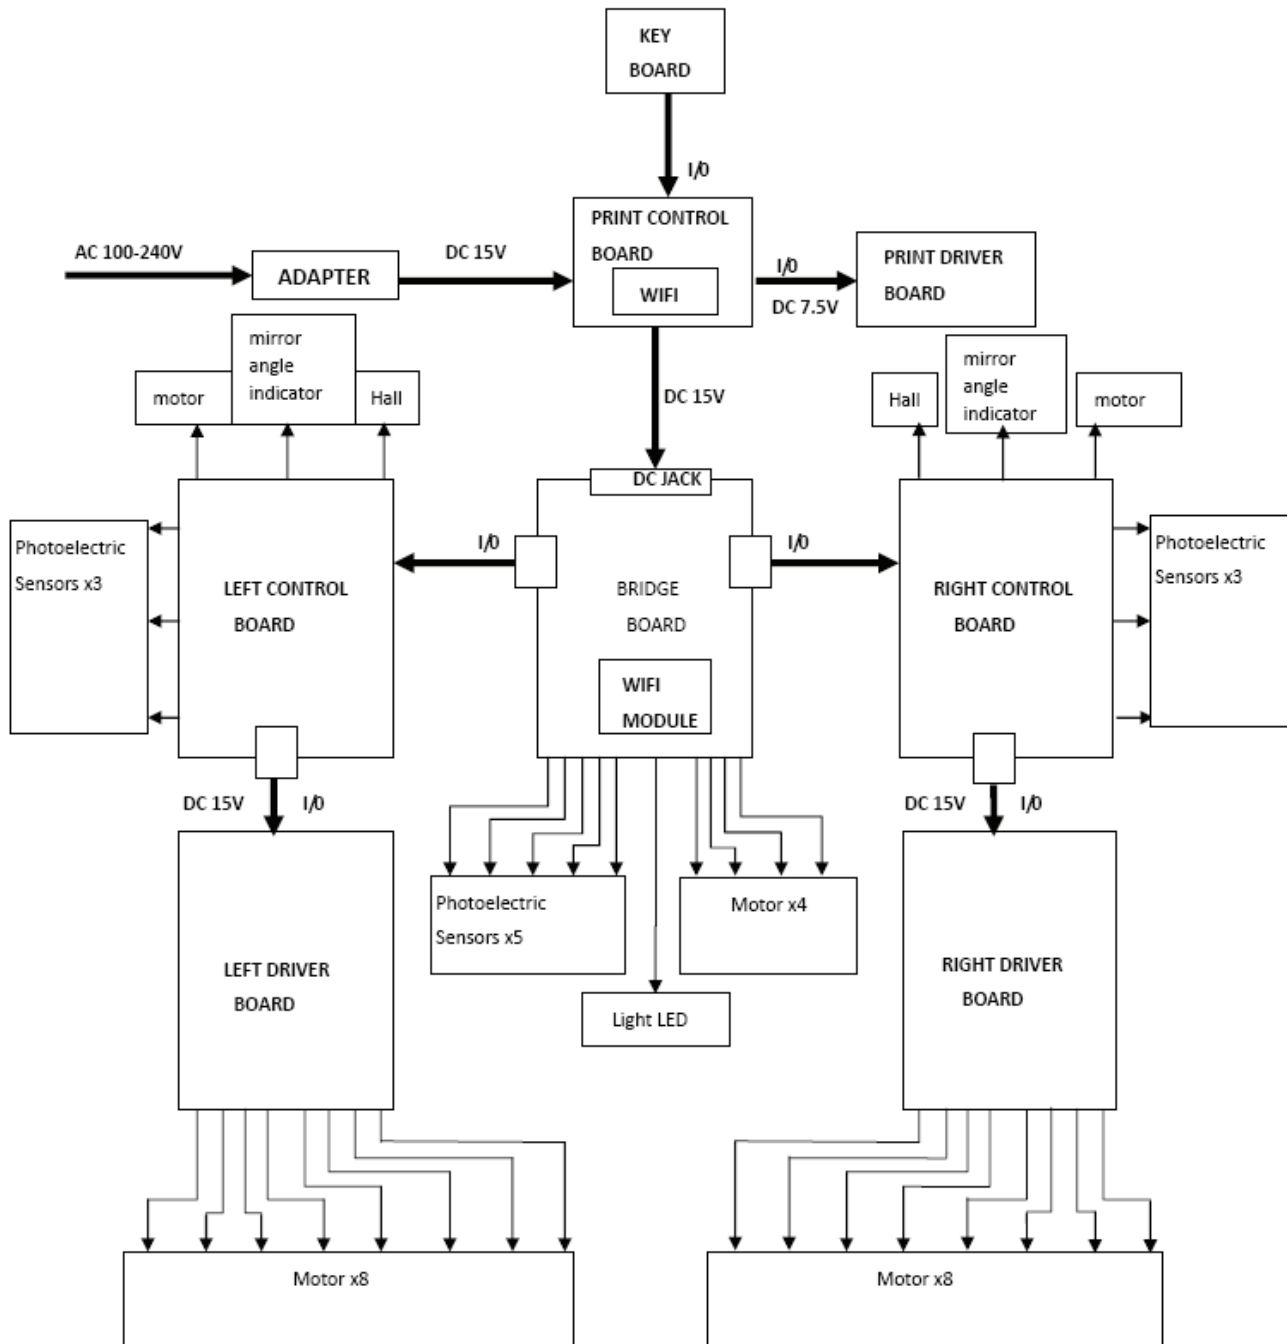 KEY
BOARD
I/0
PRINT CONTROL
BOARD
WIFI
AC 100-240V
ADAPTER
DC 15V
I/0
DC 7.5V
PRINT DRIVER
BOARD
motor
mirror
angle
indicator
Hall
DC 15V
Hall
mirror
angle
indicator
motor
Photoelectric
Sensors x3
LEFT CONTROL
BOARD
I/0
DC JACK
BRIDGE
BOARD
WIFI
MODULE
I/0
RIGHT CONTROL
BOARD
Photoelectric
Sensors x3
DC 15V
I/0
DC 15V
I/0
LEFT DRIVER
BOARD
Photoelectric
Sensors x5
Motor x4
Light LED
RIGHT DRIVER
BOARD
Motor x8
Motor x8